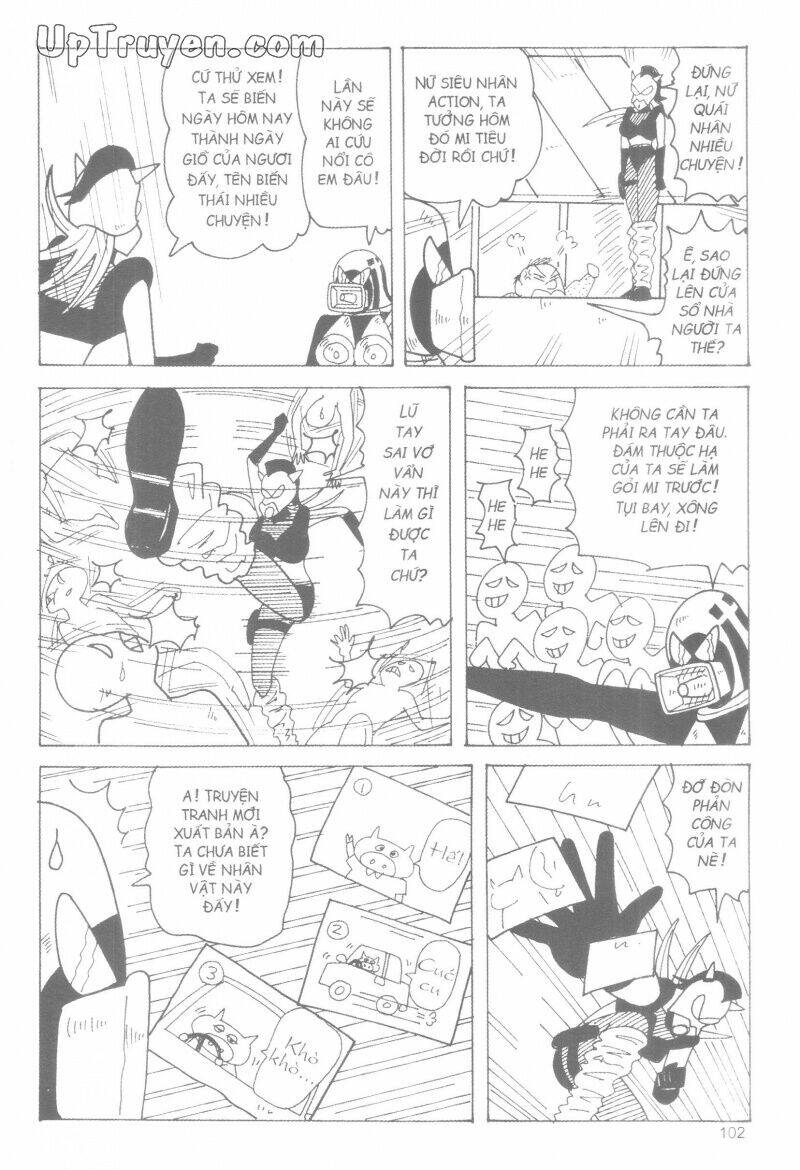 UpTruyen.com
ĐỨNG
LẠI, NỮ
QUÁI
NHÂN
NHIỀU
CHUYỆN!
NỮ SIÊU NHÂN
ACTION, TA
TƯỞNG HÔM
ĐÓ MI TIÊU
ĐỜI RỒI CHỨ!
Ê, SAO
LẠI ĐỨNG
LÊN CỬA
SỔ NHÀ
NGƯỜI TA
THẾ?
LẦN
NÀY SẼ
KHÔNG
AI CỨU
NỔI CÔ
EM ĐÂU!
CỨ THỬ XEM!
TA SẼ BIẾN
NGÀY HÔM NAY
THÀNH NGÀY
GIỖ CỦA NGƯƠI
ĐẤY, TÊN BIẾN
THÁI NHIỀU
CHUYỆN!
KHÔNG CẦN TA
PHẢI RA TAY ĐÂU.
ĐÁM THUỘC HẠ
CỦA TA SẼ LÀM
GỎI MI TRƯỚC!
TỤI BAY, XÔNG
LÊN ĐI!
HE
HE
HE
HE
LŨ
TAY
SAI VỚ
VẨN
NÀY THÌ
LÀM GÌ
ĐƯỢC
TA
CHỨ?
ĐỠ ĐÒN
PHẢN
CÔNG
CỦA TA
NÈ!
A! TRUYỆN
TRANH MỚI
XUẤT BẢN À?
TA CHƯA BIẾT
GÌ VỀ NHÂN
VẬT NÀY
ĐẤY!
1
Hế!
2
Cuốc
cu
3
Khò
khò...
102